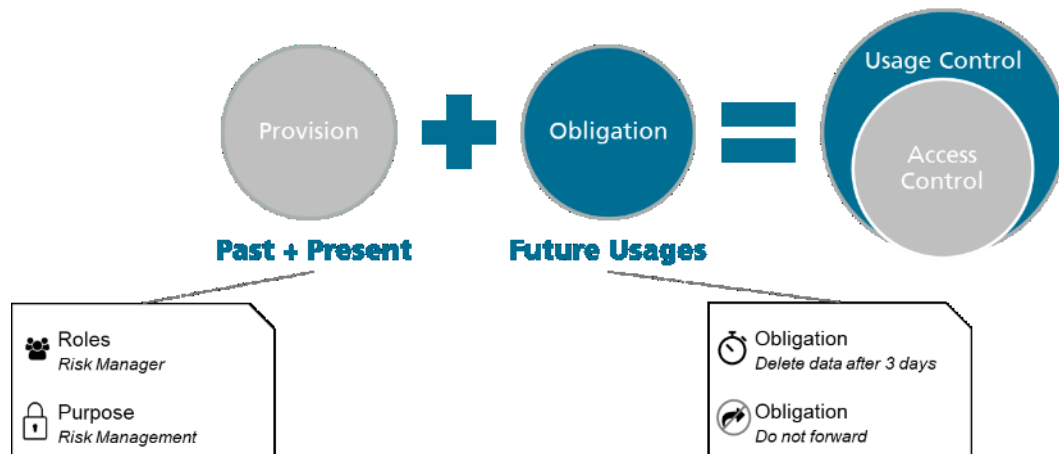 Provision
Obligation
Usage Control
Access
Control
Past + Present
Future Usages
Roles
Risk Manager
Purpose
Risk Management
Obligation
Delete data after 3 days
Obligation
Do not forward